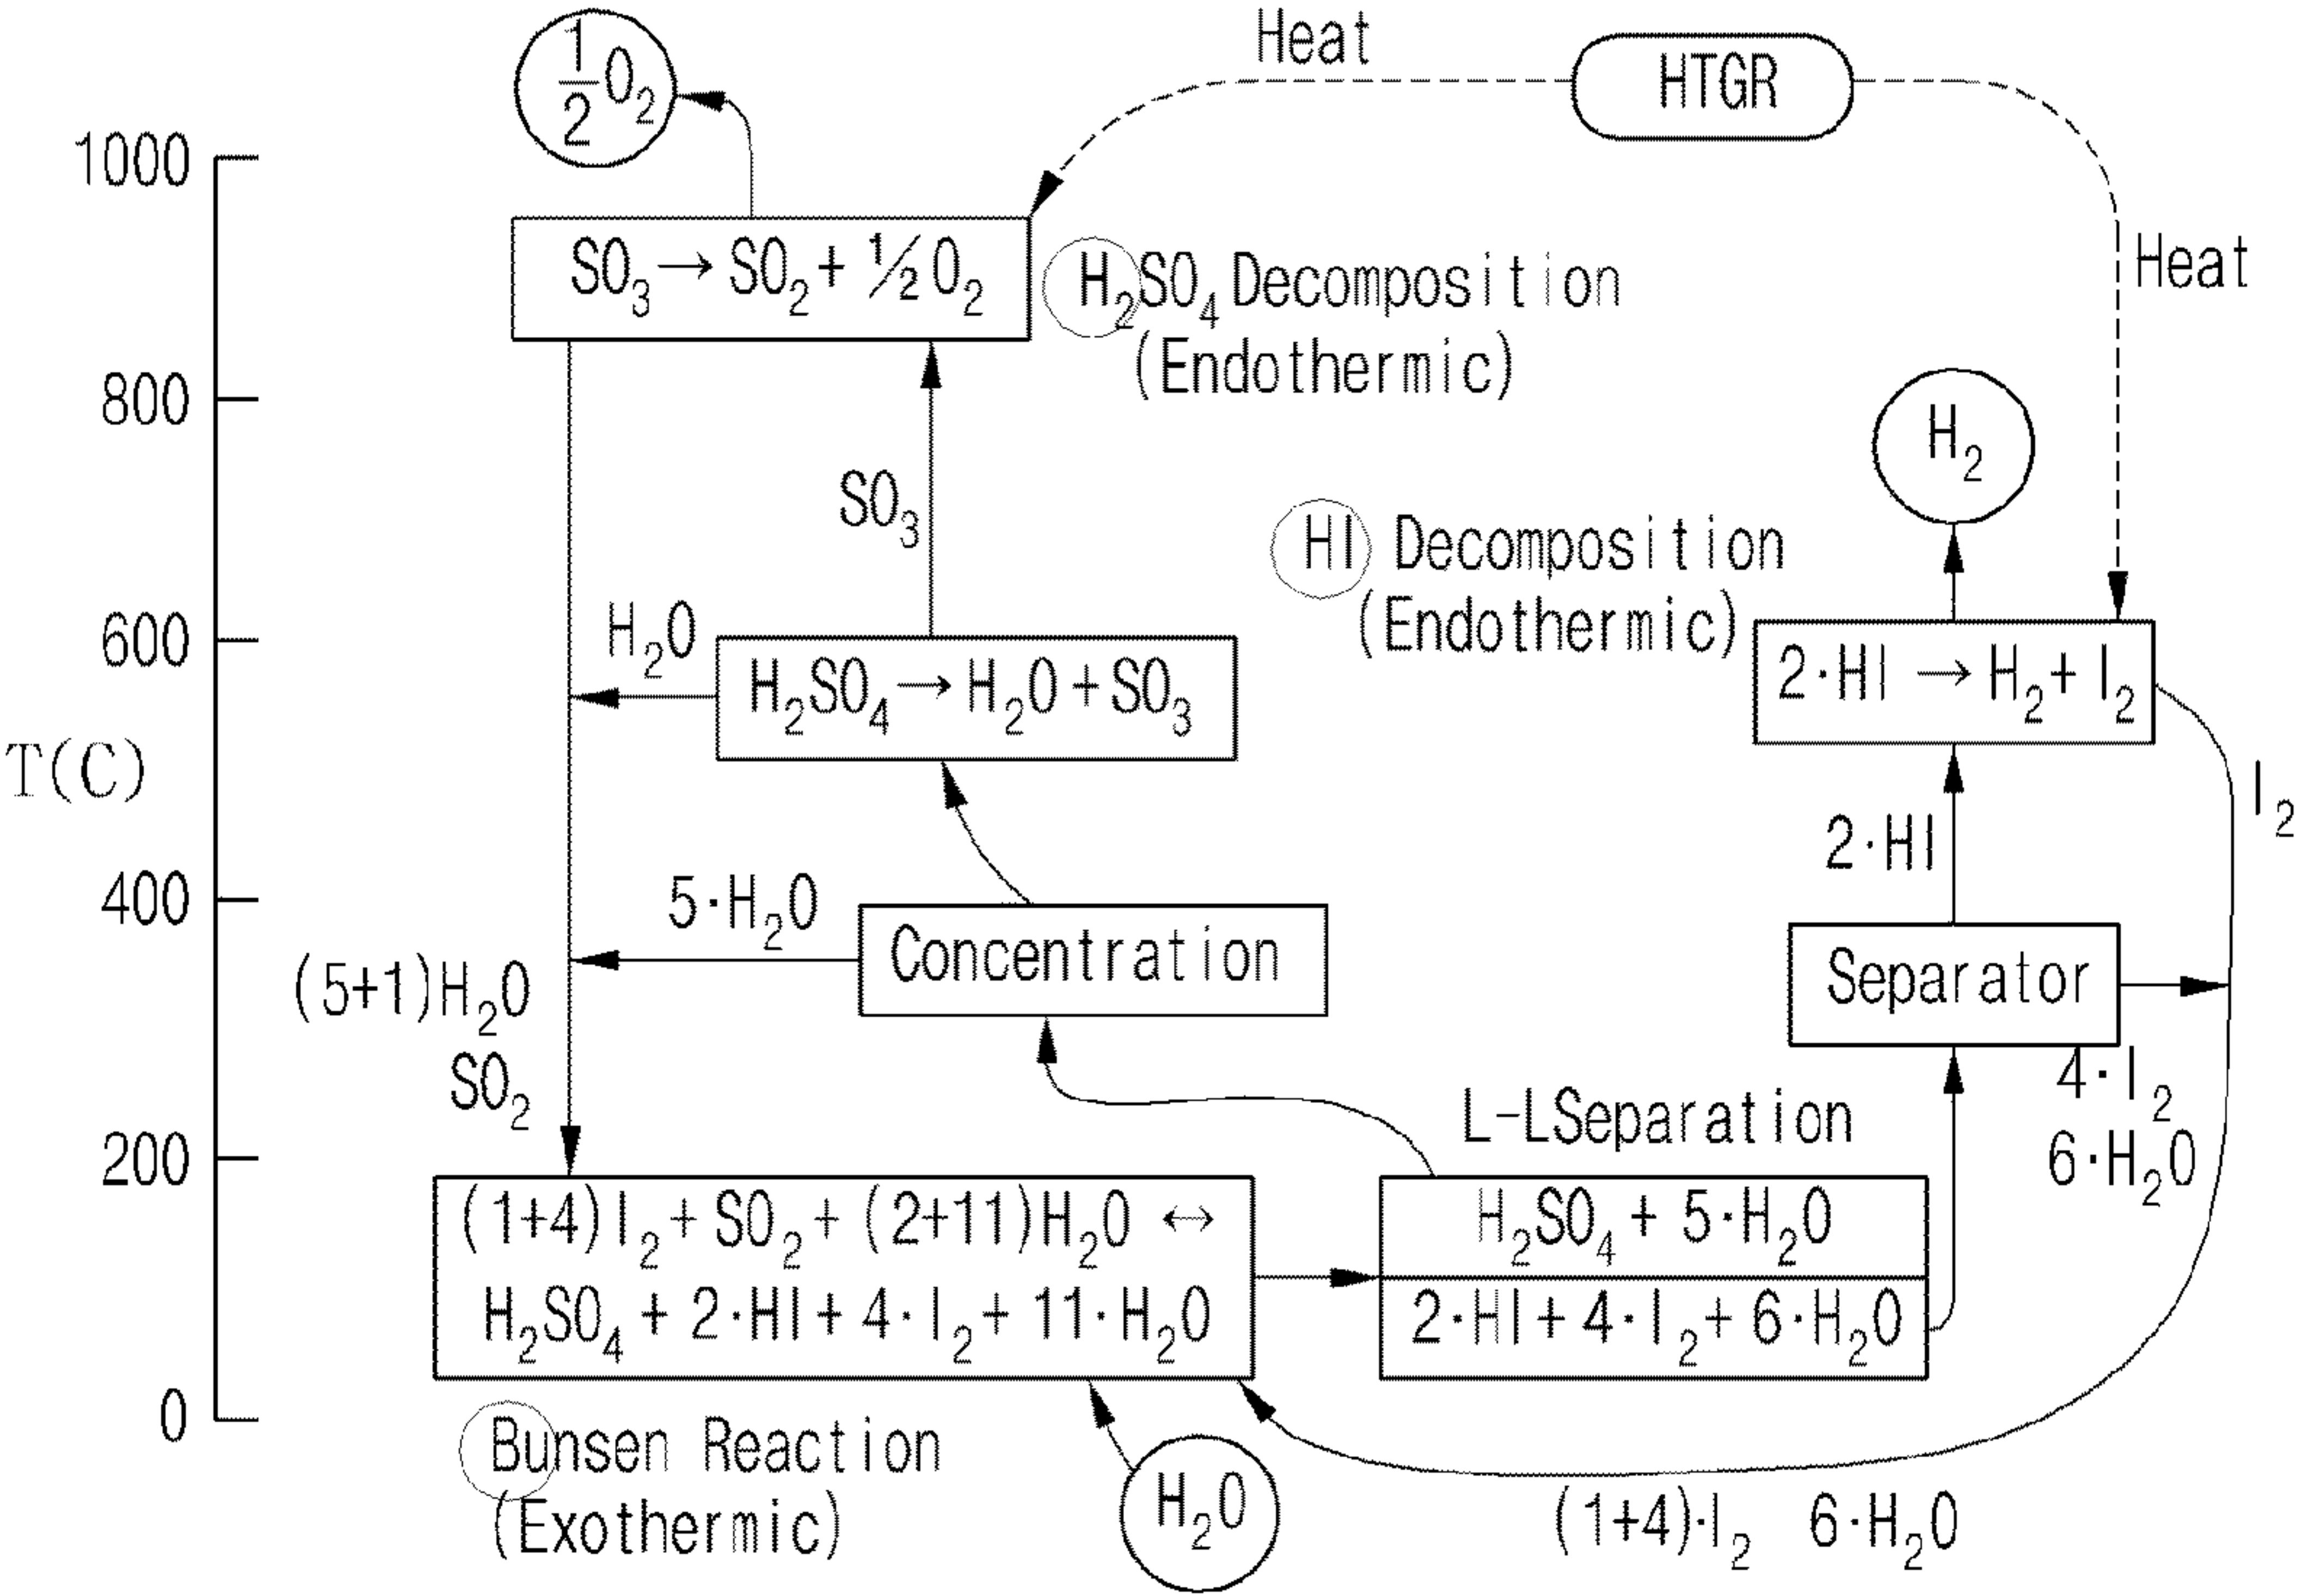 Heat
HTGR
1/2 O₂
1000
SO₃ → SO₂ + ½ O₂
H₂SO₄ Decomposition
(Endothermic)
Heat
800
H₂
SO₃
HI Decomposition
(Endothermic)
600
H₂O
H₂SO₄ → H₂O + SO₃
2·HI → H₂ + I₂
T(C)
I₂
2·HI
400
5·H₂O
Concentration
Separator
(5+1)H₂O
SO₂
4·I₂
6·H₂O
L-LSeparation
200
(1+4)I₂ + SO₂ + (2+11)H₂O ↔
H₂SO₄ + 2·HI + 4·I₂ + 11·H₂O
H₂SO₄ + 5·H₂O
2·HI + 4·I₂ + 6·H₂O
0
Bunsen Reaction
(Exothermic)
H₂O
(1+4)·I₂ 6·H₂O